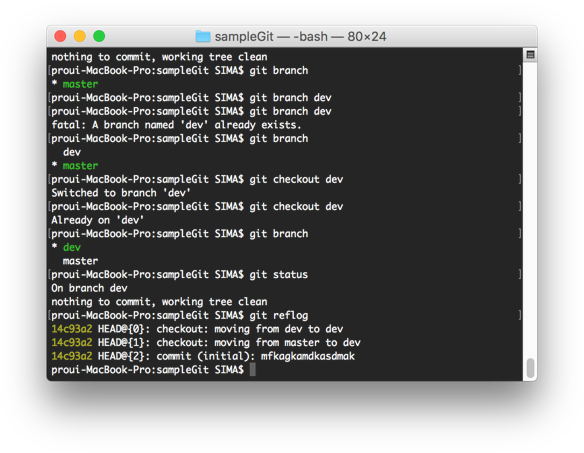 sampleGit — -bash — 80×24
nothing to commit, working tree clean
[proui-MacBook-Pro:sampleGit SIMA$ git branch ]
* master
[proui-MacBook-Pro:sampleGit SIMA$ git branch dev ]
[proui-MacBook-Pro:sampleGit SIMA$ git branch dev ]
fatal: A branch named 'dev' already exists.
[proui-MacBook-Pro:sampleGit SIMA$ git branch ]
  dev
* master
[proui-MacBook-Pro:sampleGit SIMA$ git checkout dev ]
Switched to branch 'dev'
[proui-MacBook-Pro:sampleGit SIMA$ git checkout dev ]
Already on 'dev'
[proui-MacBook-Pro:sampleGit SIMA$ git branch ]
* dev
  master
[proui-MacBook-Pro:sampleGit SIMA$ git status ]
On branch dev
nothing to commit, working tree clean
[proui-MacBook-Pro:sampleGit SIMA$ git reflog ]
14c93a2 HEAD@{0}: checkout: moving from dev to dev
14c93a2 HEAD@{1}: checkout: moving from master to dev
14c93a2 HEAD@{2}: commit (initial): mfkagkamdkasdmak
proui-MacBook-Pro:sampleGit SIMA$